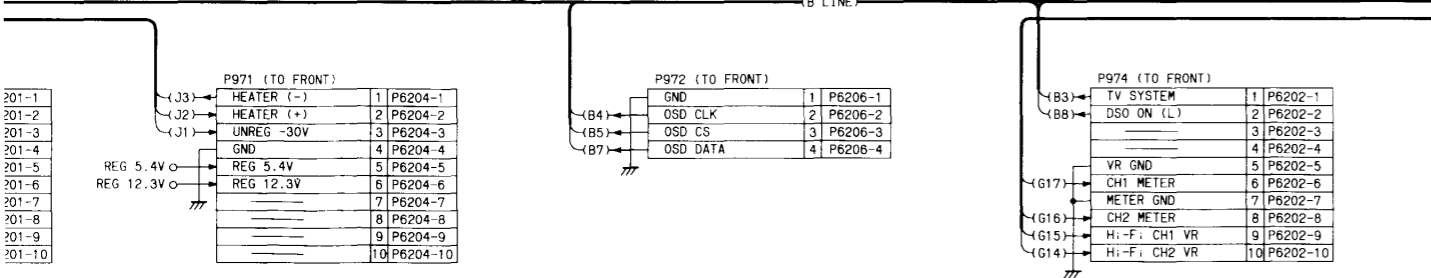 (B LINE)
P971 (TO FRONT)
P972 (TO FRONT)
P974 (TO FRONT)
201-1
201-2
201-3
201-4
201-5
201-6
201-7
201-8
201-9
201-10
(J3) HEATER (-) 1 P6204-1
(J2) HEATER (+) 2 P6204-2
(J1) UNREG -30V 3 P6204-3
GND 4 P6204-4
REG 5.4V REG 5.4V 5 P6204-5
REG 12.3V REG 12.3V 6 P6204-6
7 P6204-7
8 P6204-8
9 P6204-9
10 P6204-10
GND 1 P6206-1
(B4) OSD CLK 2 P6206-2
(B5) OSD CS 3 P6206-3
(B7) OSD DATA 4 P6206-4
(B3) TV SYSTEM 1 P6202-1
(B8) DSO ON (L) 2 P6202-2
3 P6202-3
4 P6202-4
VR GND 5 P6202-5
(G17) CH1 METER 6 P6202-6
METER GND 7 P6202-7
(G16) CH2 METER 8 P6202-8
(G15) Hi-Fi CH1 VR 9 P6202-9
(G14) Hi-Fi CH2 VR 10 P6202-10